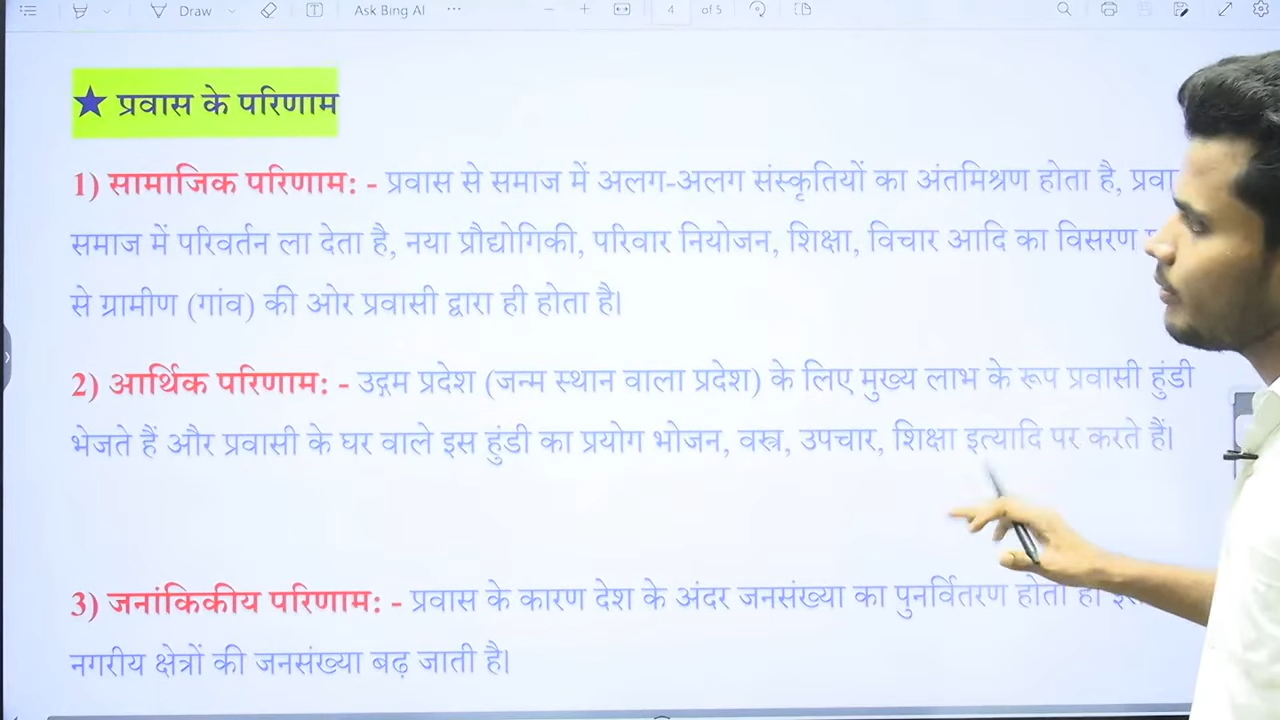 Draw
Ask Bing AI
4 of 5
★ प्रवास के परिणाम
1) सामाजिक परिणाम: - प्रवास से समाज में अलग-अलग संस्कृतियों का अंतमिश्रण होता है,
समाज में परिवर्तन ला देता है, नया प्रौद्योगिकी, परिवार नियोजन, शिक्षा, विचार आदि का विसरण
से ग्रामीण (गांव) की ओर प्रवासी द्वारा ही होता है।
2) आर्थिक परिणाम: - उद्गम प्रदेश (जन्म स्थान वाला प्रदेश) के लिए मुख्य लाभ के रूप प्रवासी हुंडी
भेजते हैं और प्रवासी के घर वाले इस हुंडी का प्रयोग भोजन, वस्त्र, उपचार, शिक्षा इत्यादि पर करते हैं।
3) जनांकिकीय परिणाम: - प्रवास के कारण देश के अंदर जनसंख्या का पुनर्वितरण होता
नगरीय क्षेत्रों की जनसंख्या बढ़ जाती है।